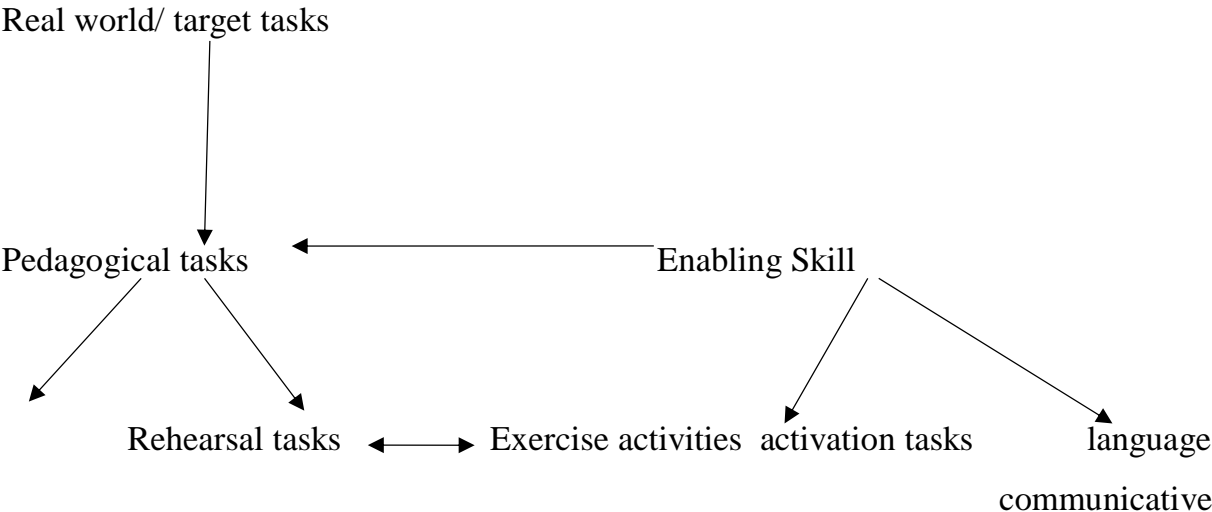 Real world/ target tasks
Pedagogical tasks Enabling Skill
Rehearsal tasks Exercise activities activation tasks language
communicative